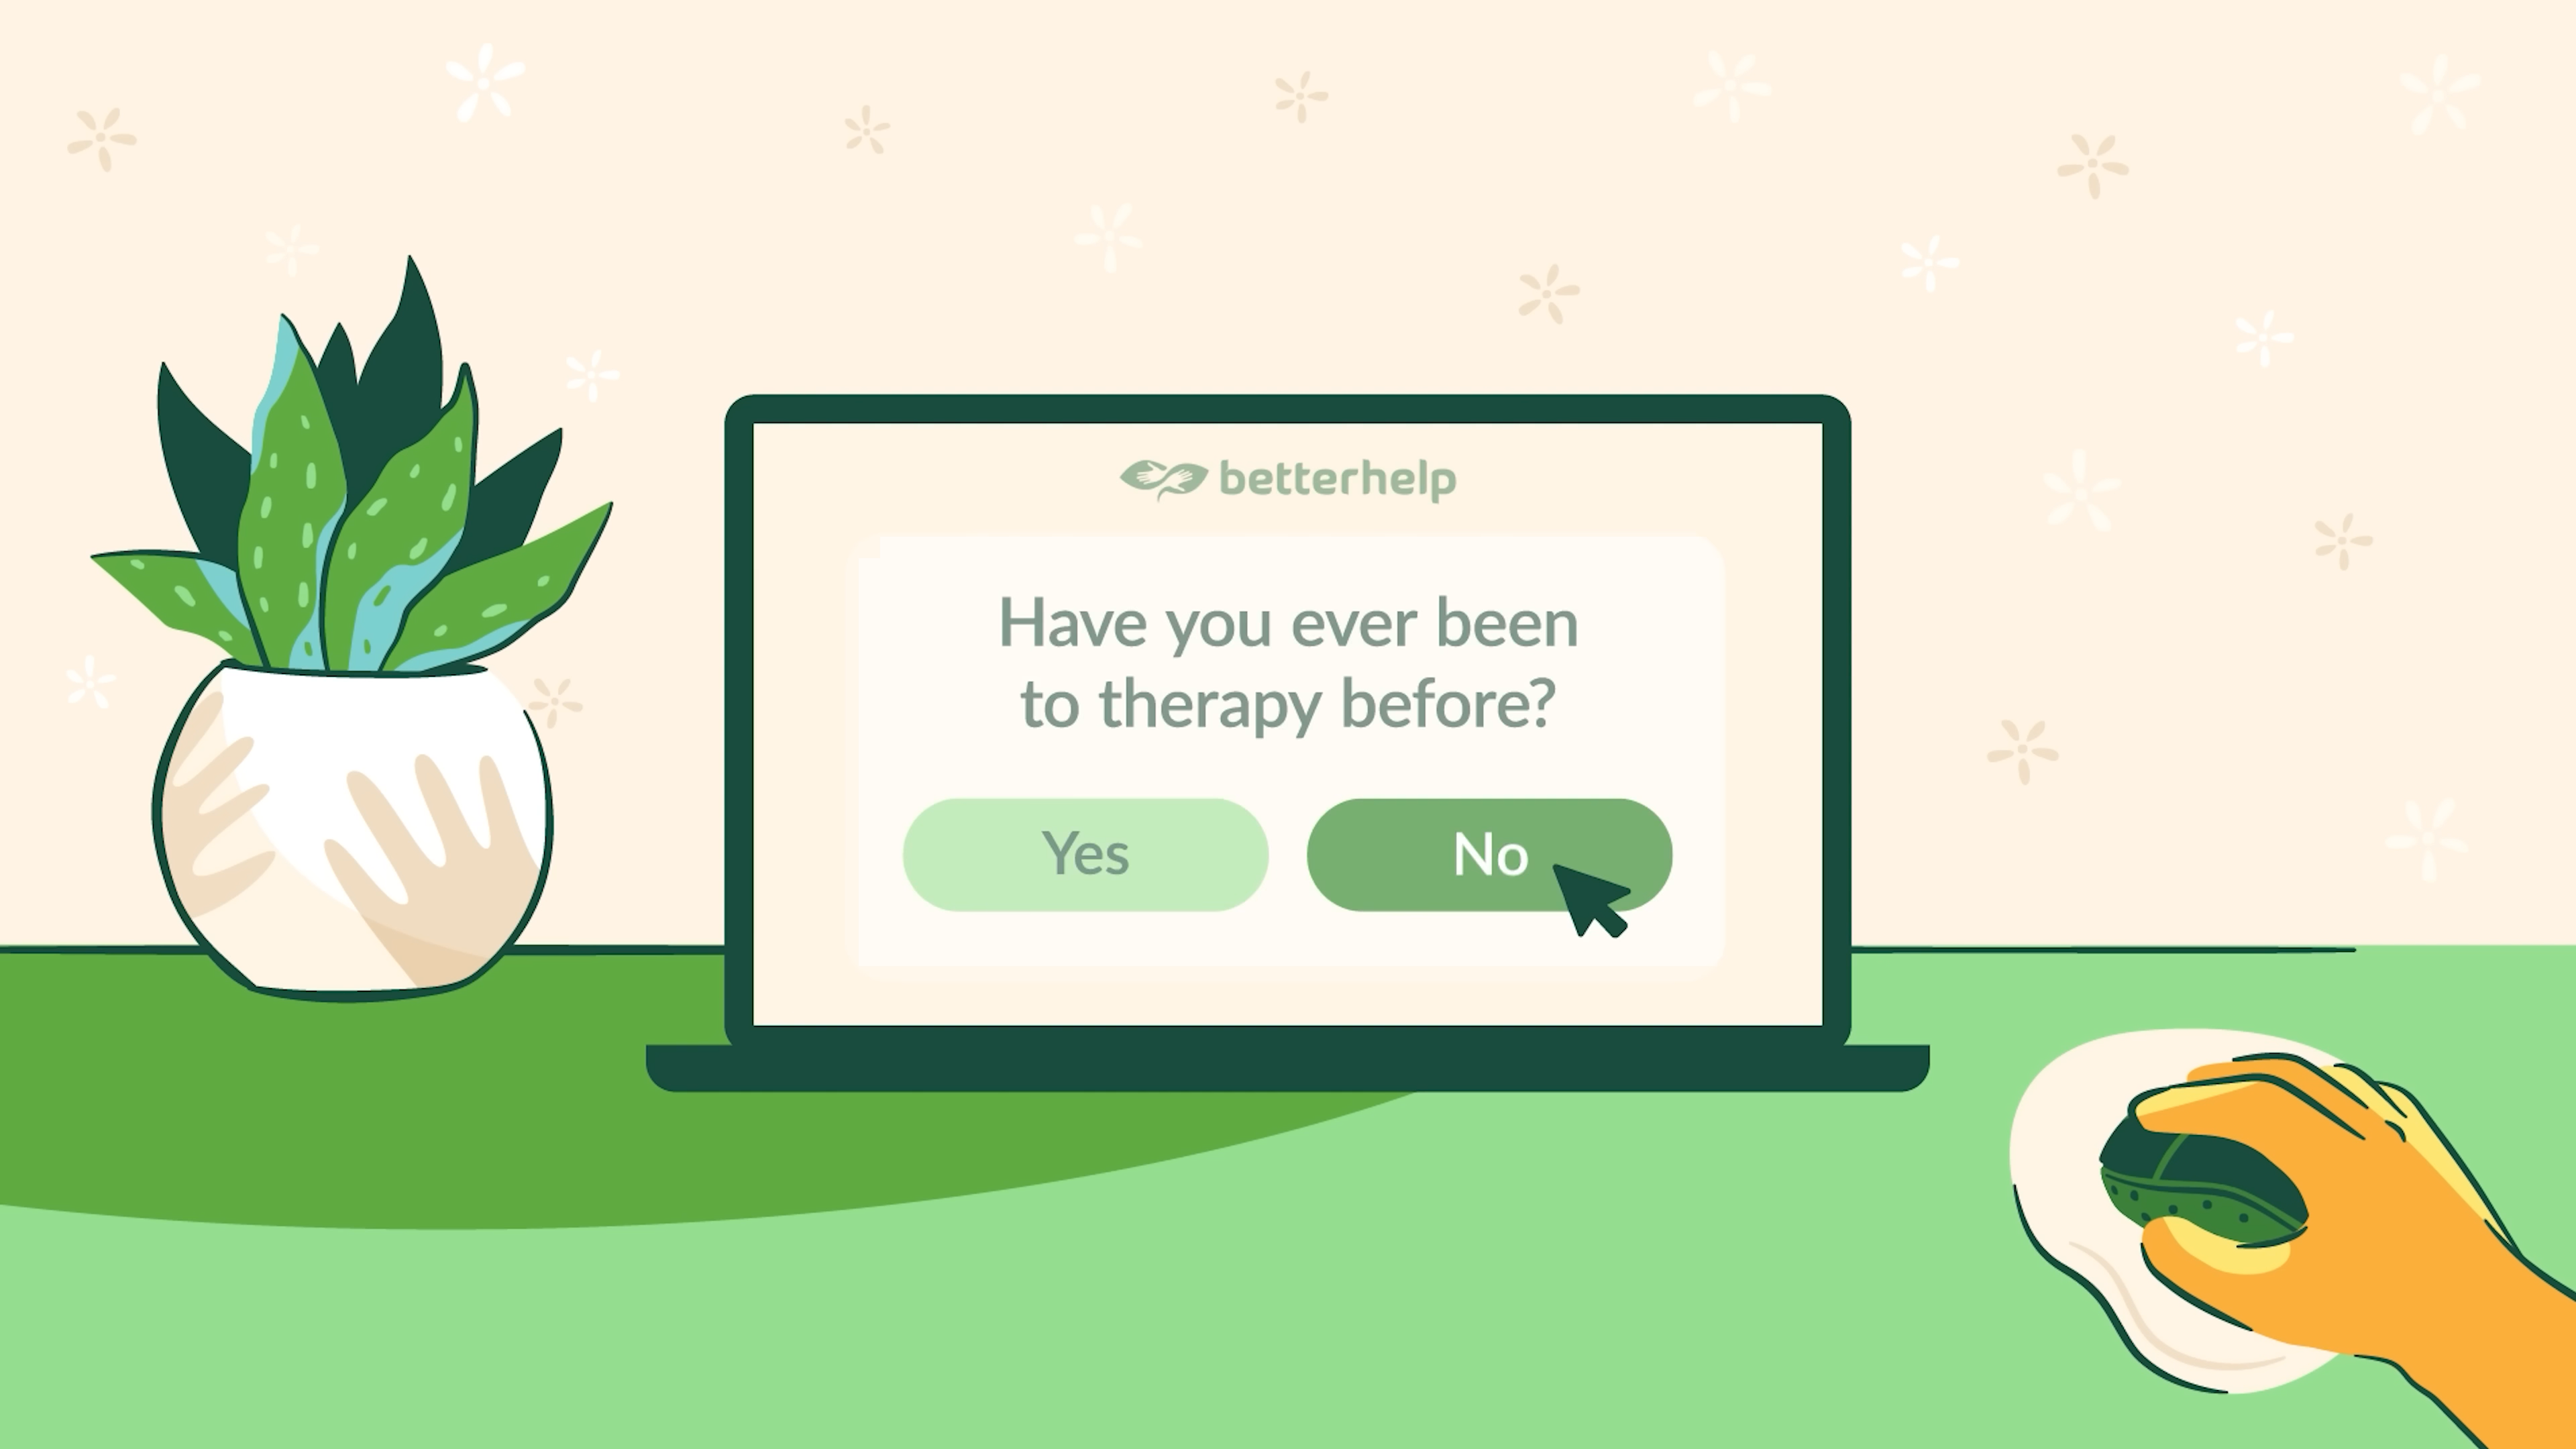 betterhelp
Have you ever been
to therapy before?
Yes
No